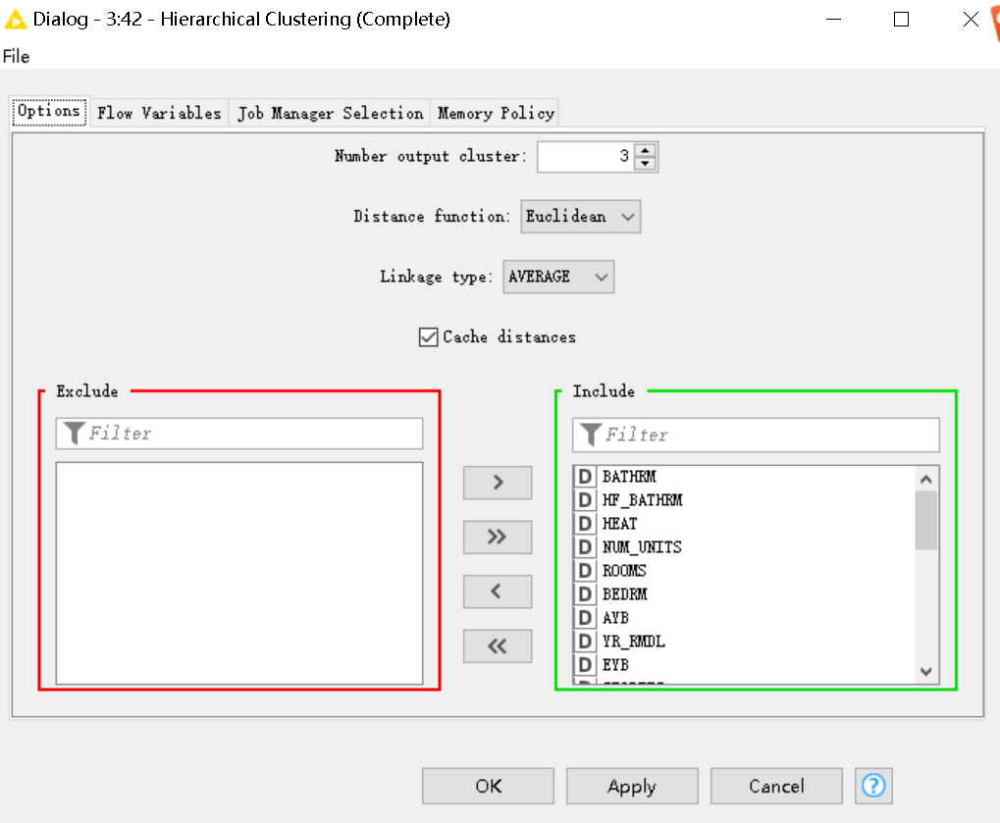 Dialog - 3:42 - Hierarchical Clustering (Complete)
File
Options Flow Variables Job Manager Selection Memory Policy
Number output cluster: 3
Distance function: Euclidean
Linkage type: AVERAGE
Cache distances
Exclude
Filter
>
>>
<
<<
Include
Filter
D BATHRM
D HF_BATHRM
D HEAT
D NUM_UNITS
D ROOMS
D BEDRM
D AYB
D YR_RMDL
D EYB
OK Apply Cancel ?